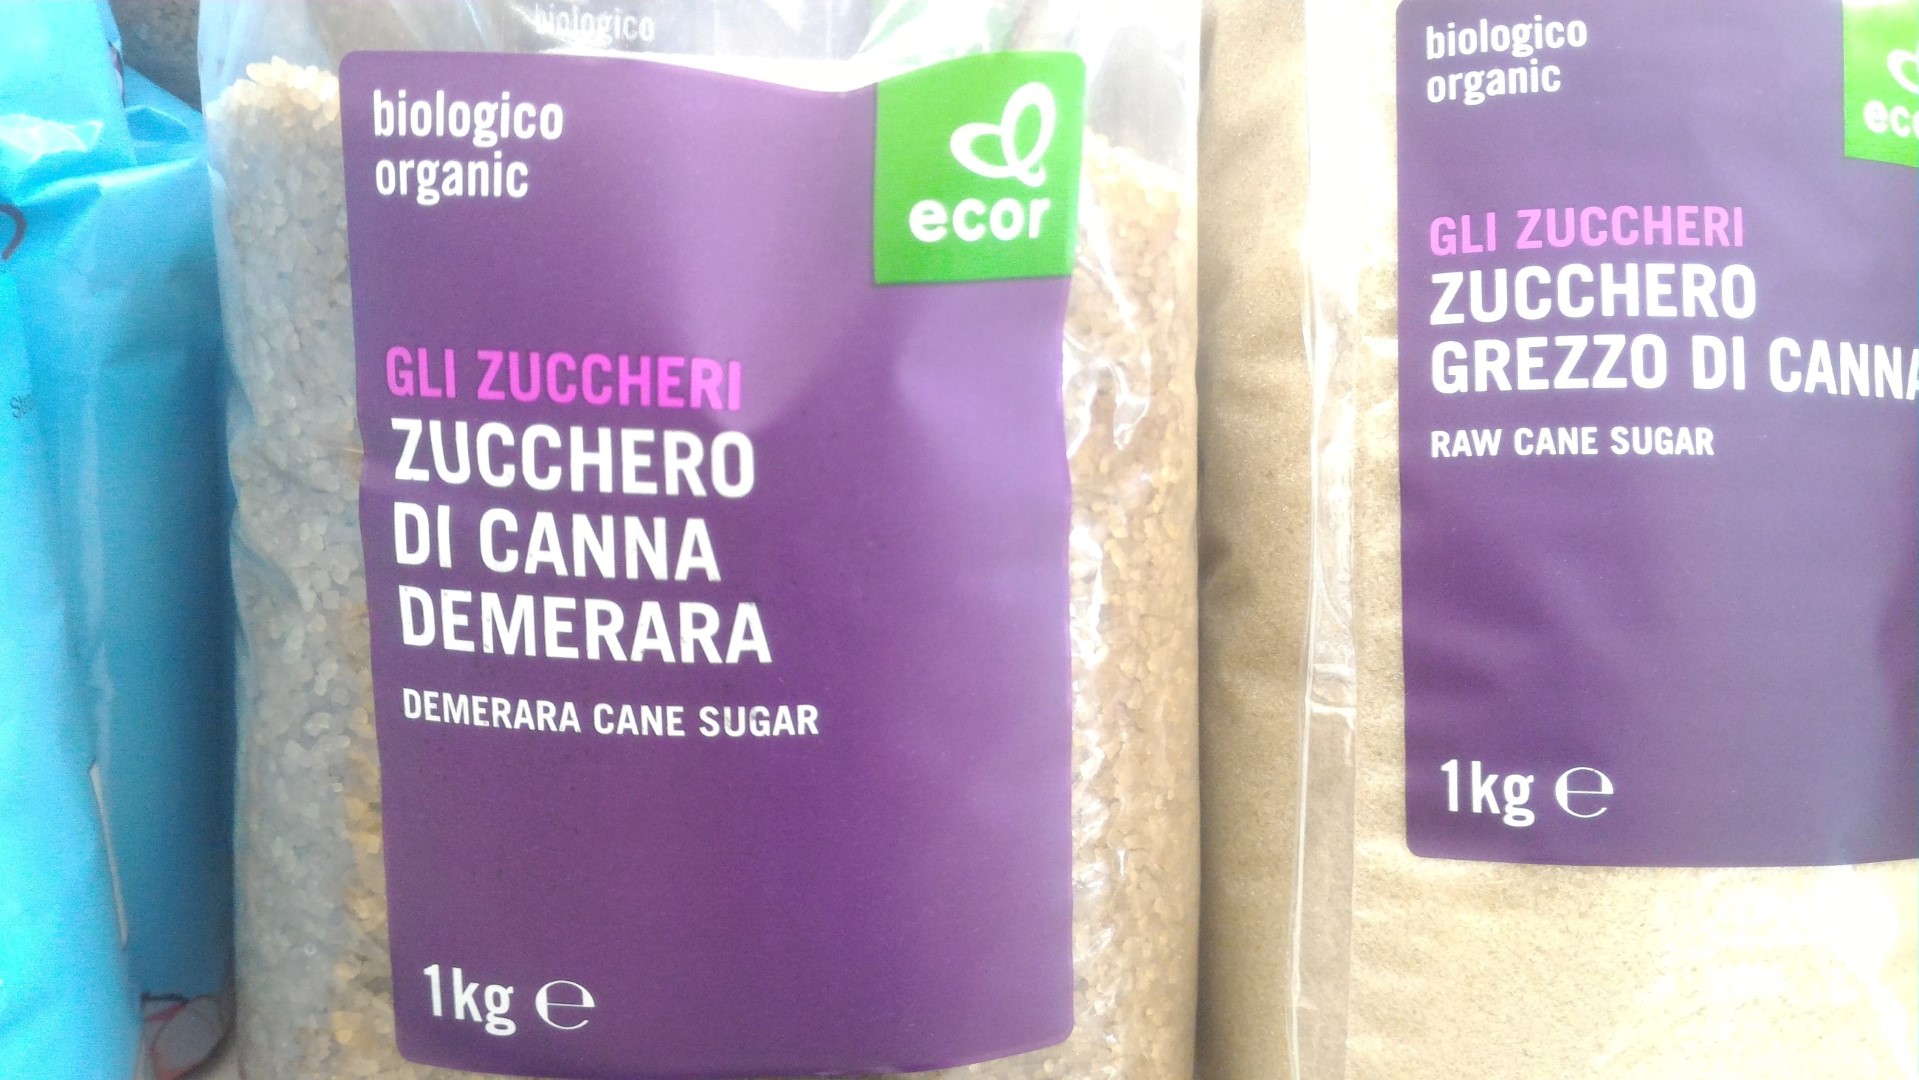 biologico
biologico
organic
ecor
GLI ZUCCHERI
ZUCCHERO
DI CANNA
DEMERARA
DEMERARA CANE SUGAR
1kg ℮
biologico
organic
GLI ZUCCHERI
ZUCCHERO
GREZZO DI CANNA
RAW CANE SUGAR
1kg ℮